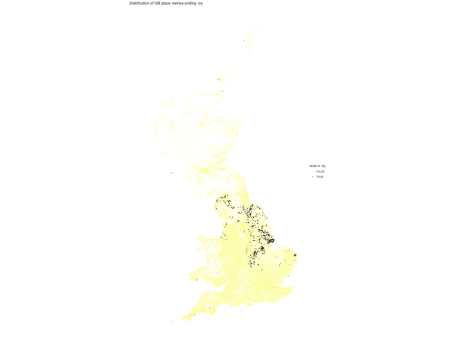 Distribution of GB place names ending -by
ends in -by
FALSE
TRUE